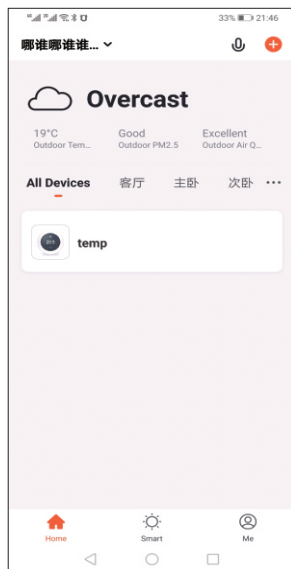 33% 21:46
哪谁哪谁谁...
Overcast
19°C Good Excellent
Outdoor Tem... Outdoor PM2.5 Outdoor Air Q...
All Devices 客厅 主卧 次卧 ...
temp
Home Smart Me